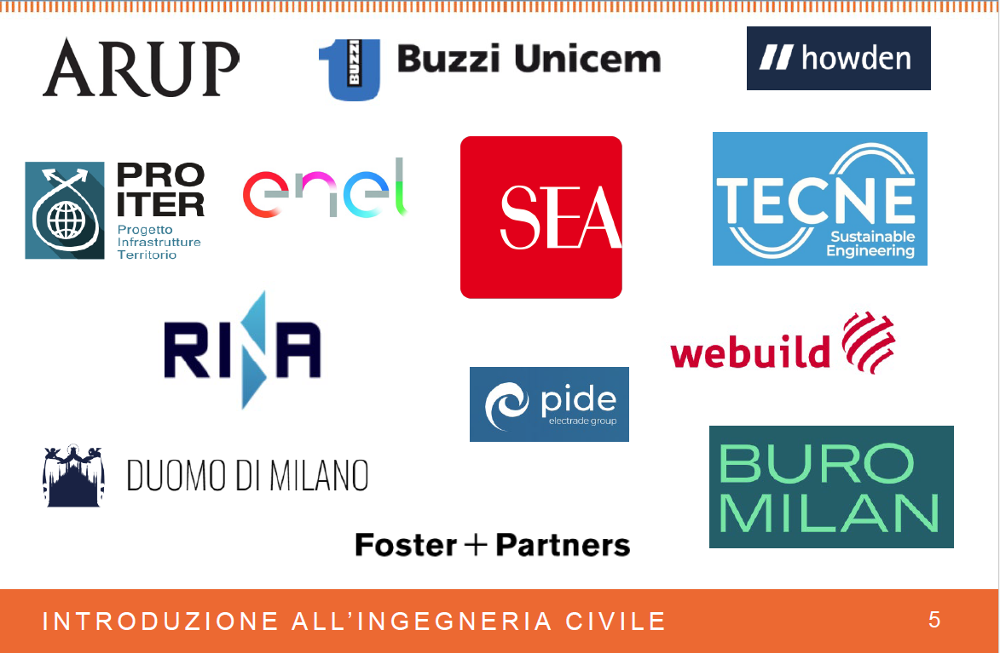 ARUP
BUZZI
Buzzi Unicem
howden
PRO
ITER
Progetto
Infrastrutture
Territorio
enel
SEA
TECNE
Sustainable
Engineering
RINA
webuild
pide
electrade group
DUOMO DI MILANO
BURO
MILAN
Foster + Partners
INTRODUZIONE ALL’INGEGNERIA CIVILE
5